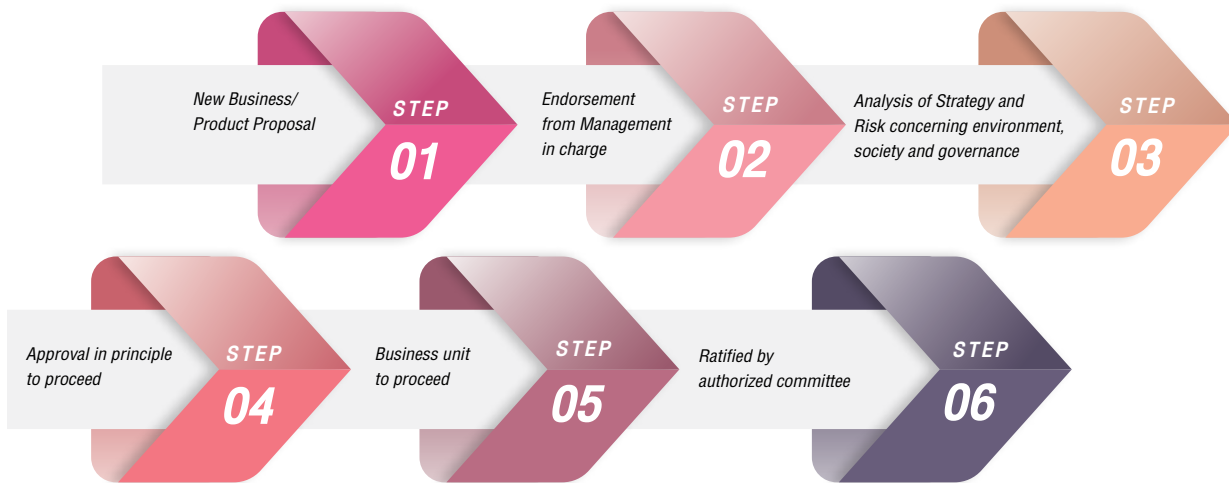 New Business/
Product Proposal
STEP
01
Endorsement
from Management
in charge
STEP
02
Analysis of Strategy and
Risk concerning environment,
society and governance
STEP
03
Approval in principle
to proceed
STEP
04
Business unit
to proceed
STEP
05
Ratified by
authorized committee
STEP
06